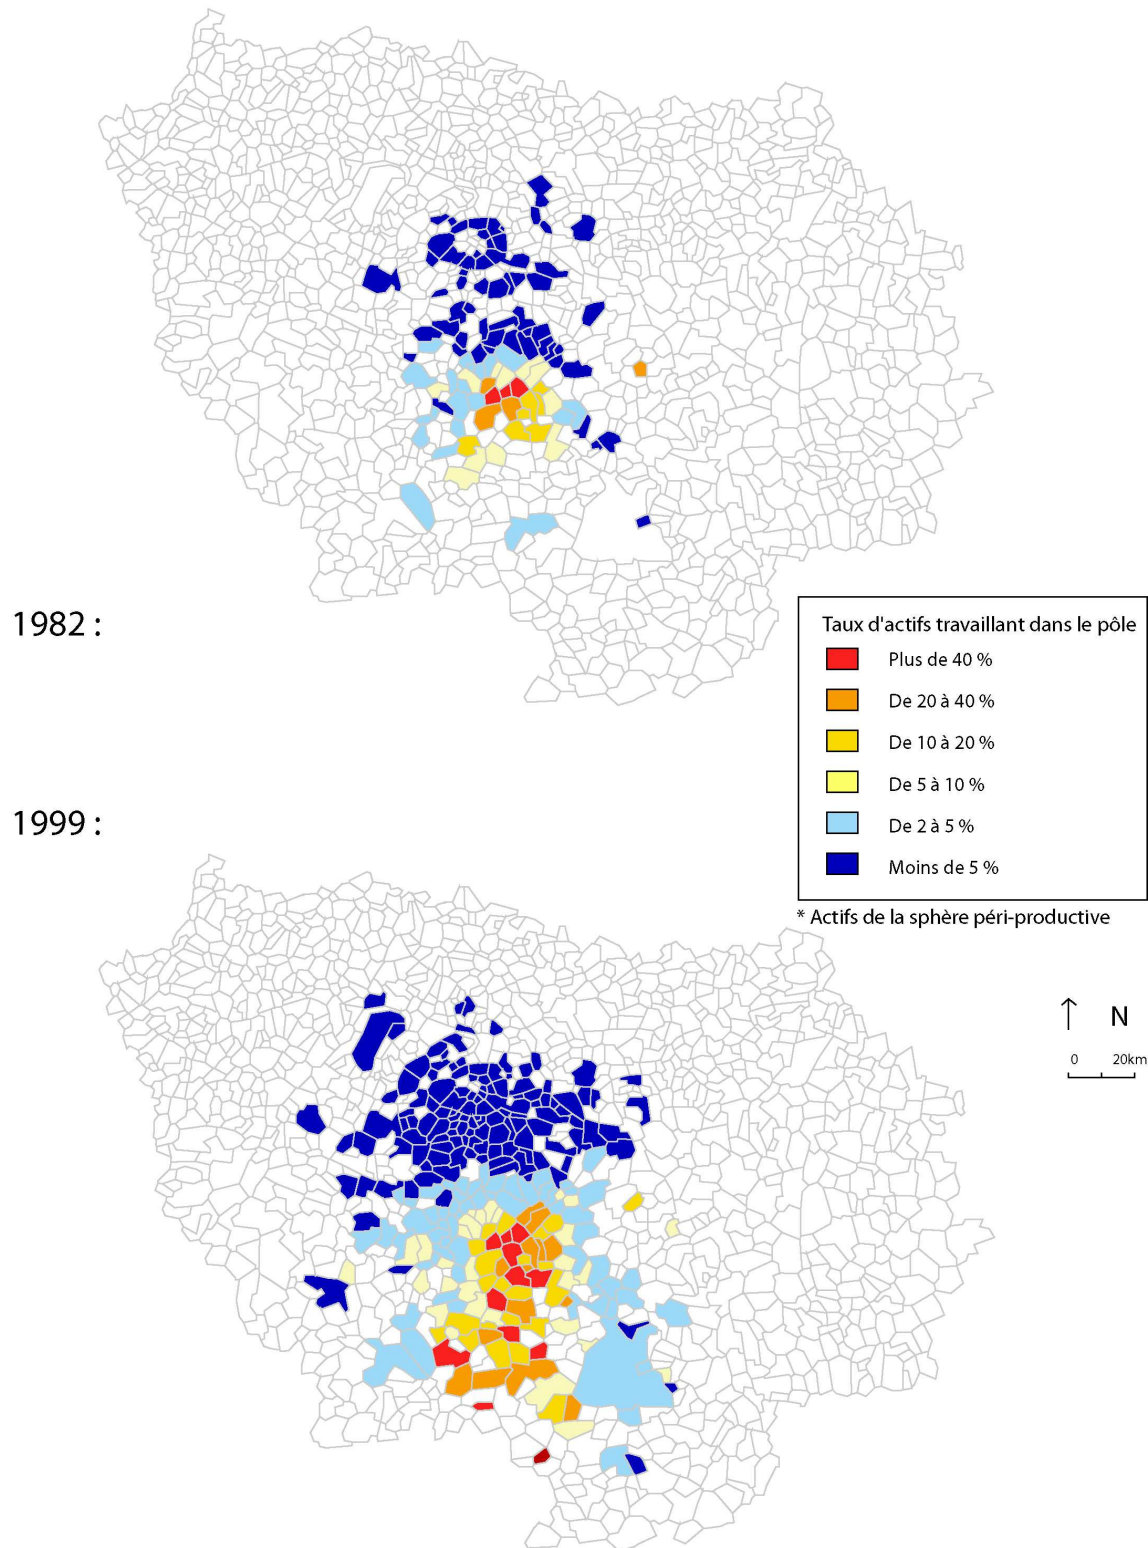 1982 :
Taux d'actifs travaillant dans le pôle
Plus de 40 %
De 20 à 40 %
De 10 à 20 %
De 5 à 10 %
De 2 à 5 %
Moins de 5 %
1999 :
* Actifs de la sphère péri-productive
N
0 20km